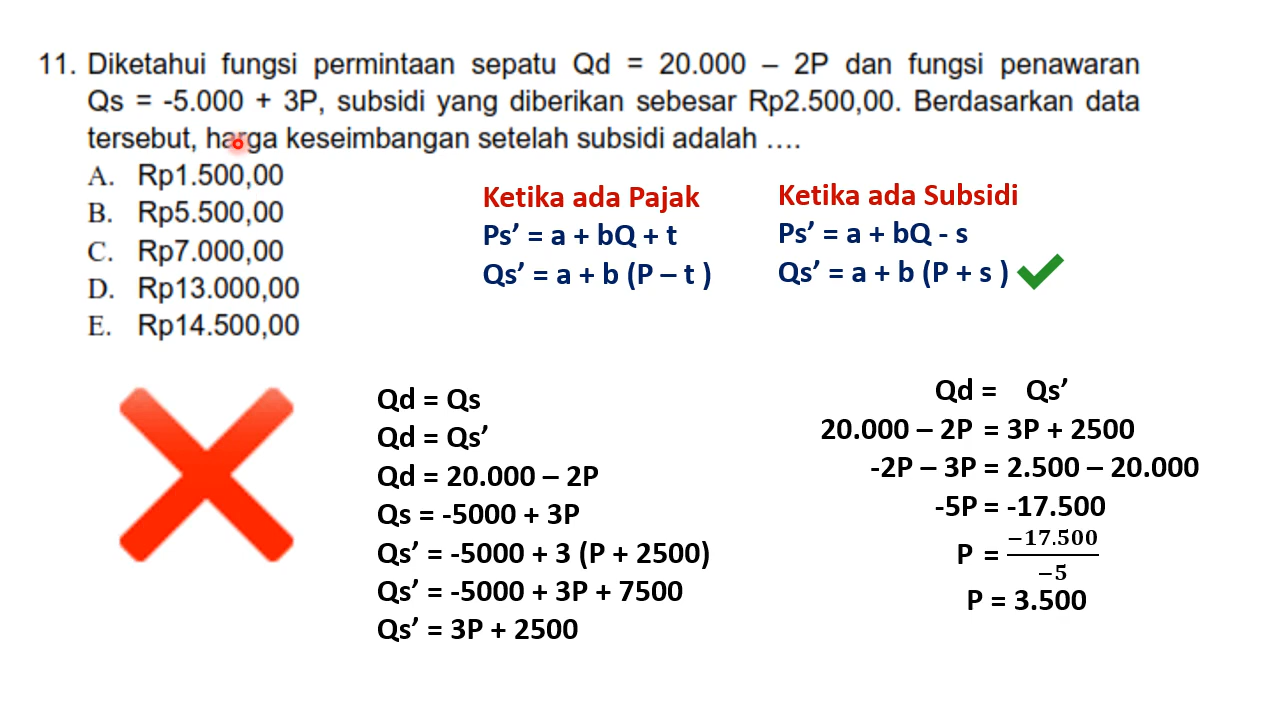 11. Diketahui fungsi permintaan sepatu Qd = 20.000 – 2P dan fungsi penawaran
Qs = -5.000 + 3P, subsidi yang diberikan sebesar Rp2.500,00. Berdasarkan data
tersebut, harga keseimbangan setelah subsidi adalah ….
A. Rp1.500,00
B. Rp5.500,00
C. Rp7.000,00
D. Rp13.000,00
E. Rp14.500,00
Ketika ada Pajak
Ps’ = a + bQ + t
Qs’ = a + b (P – t )
Ketika ada Subsidi
Ps’ = a + bQ - s
Qs’ = a + b (P + s )
Qd = Qs
Qd = Qs’
Qd = 20.000 – 2P
Qs = -5000 + 3P
Qs’ = -5000 + 3 (P + 2500)
Qs’ = -5000 + 3P + 7500
Qs’ = 3P + 2500
Qd = Qs’
20.000 – 2P = 3P + 2500
-2P – 3P = 2.500 – 20.000
-5P = -17.500
P = −17.500/−5
P = 3.500